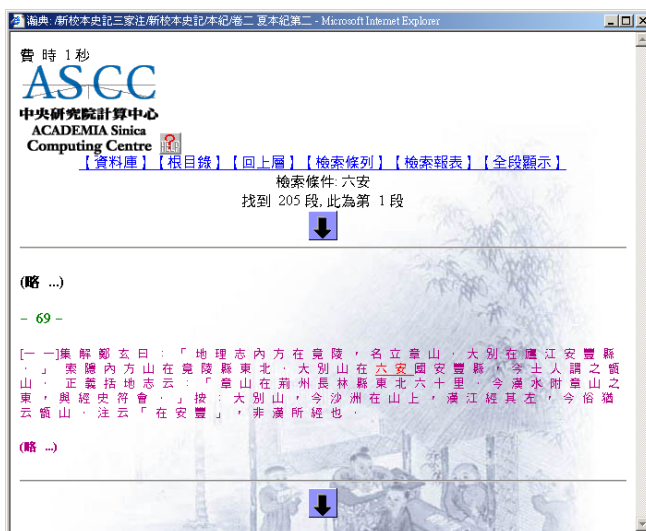 瀚典: /新校本史記三家注/新校本史記/本紀/卷二 夏本紀第二 - Microsoft Internet Explorer
費 時 1 秒
ASCC
中央研究院計算中心
ACADEMIA Sinica
Computing Centre
HELP
【 資料庫 】 【 根目錄 】 【 回上層 】 【 檢索條列 】 【 檢索報表 】 【 全段顯示 】
檢索條件: 六安
找到 205 段, 此為第 1 段
(略 ...)
- 69 -
[一 一]集 解 鄭 玄 曰 : 「 地 理 志 內 方 在 竟 陵 , 名 立 章 山 . 大 別 在 廬 江 安 豐 縣
. 」 索 隱 內 方 山 在 竟 陵 縣 東 北 . 大 別 山 在 六 安 國 安 豐 縣 , 今 土 人 謂 之 甑
山 . 正 義 括 地 志 云 : 「 章 山 在 荊 州 長 林 縣 東 北 六 十 里 . 今 漢 水 附 章 山 之
東 , 與 經 史 符 會 . 」 按 : 大 別 山 , 今 沙 洲 在 山 上 , 漢 江 經 其 左 , 今 俗 猶
云 甑 山 . 注 云 「 在 安 豐 」 , 非 漢 所 經 也 .
(略 ...)